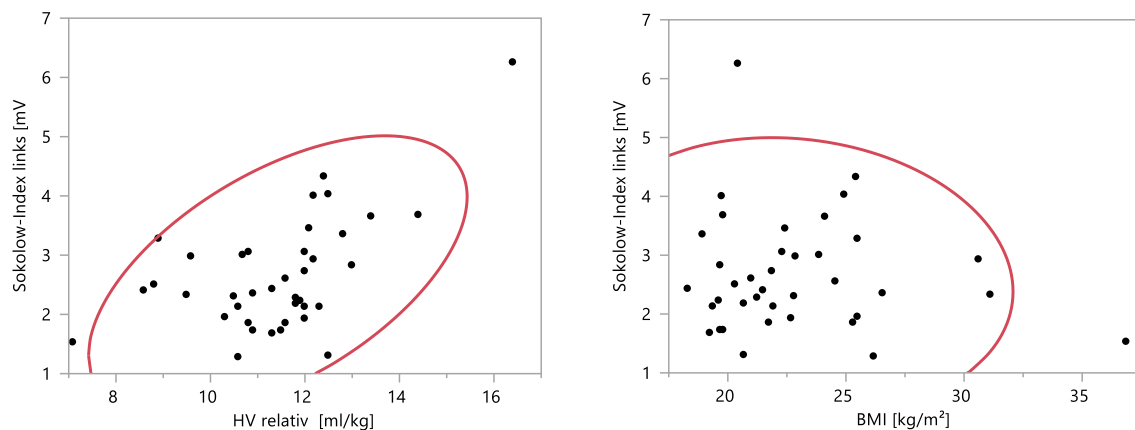 7
6
5
4
3
2
1
Sokolow-Index links [mV
8 10 12 14 16
HV relativ [ml/kg]
7
6
5
4
3
2
1
Sokolow-Index links [mV
20 25 30 35
BMI [kg/m²]